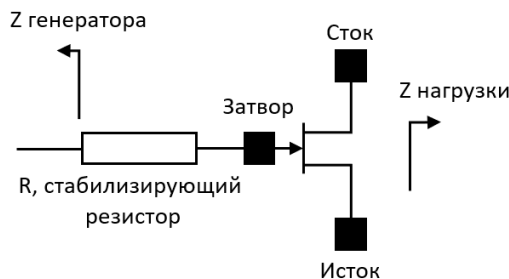 Z генератора
Сток
Затвор
Z нагрузки
R, стабилизирующий
резистор
Исток